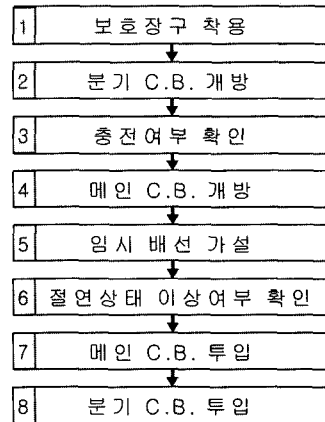 1 보호장구 착용
2 분기 C.B. 개방
3 충전여부 확인
4 메인 C.B. 개방
5 임시 배선 가설
6 절연상태 이상여부 확인
7 메인 C.B. 투입
8 분기 C.B. 투입